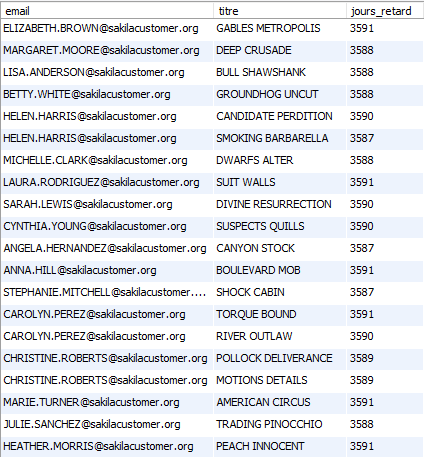 email titre jours_retard
ELIZABETH.BROWN@sakilacustomer.org GABLES METROPOLIS 3591
MARGARET.MOORE@sakilacustomer.org DEEP CRUSADE 3588
LISA.ANDERSON@sakilacustomer.org BULL SHAWSHANK 3588
BETTY.WHITE@sakilacustomer.org GROUNDHOG UNCUT 3588
HELEN.HARRIS@sakilacustomer.org CANDIDATE PERDITION 3590
HELEN.HARRIS@sakilacustomer.org SMOKING BARBARELLA 3587
MICHELLE.CLARK@sakilacustomer.org DWARFS ALTER 3588
LAURA.RODRIGUEZ@sakilacustomer.org SUIT WALLS 3591
SARAH.LEWIS@sakilacustomer.org DIVINE RESURRECTION 3590
CYNTHIA.YOUNG@sakilacustomer.org SUSPECTS QUILLS 3590
ANGELA.HERNANDEZ@sakilacustomer.org CANYON STOCK 3587
ANNA.HILL@sakilacustomer.org BOULEVARD MOB 3591
STEPHANIE.MITCHELL@sakilacustomer.... SHOCK CABIN 3587
CAROLYN.PEREZ@sakilacustomer.org TORQUE BOUND 3591
CAROLYN.PEREZ@sakilacustomer.org RIVER OUTLAW 3590
CHRISTINE.ROBERTS@sakilacustomer.org POLLOCK DELIVERANCE 3589
CHRISTINE.ROBERTS@sakilacustomer.org MOTIONS DETAILS 3589
MARIE.TURNER@sakilacustomer.org AMERICAN CIRCUS 3591
JULIE.SANCHEZ@sakilacustomer.org TRADING PINOCCHIO 3588
HEATHER.MORRIS@sakilacustomer.org PEACH INNOCENT 3591